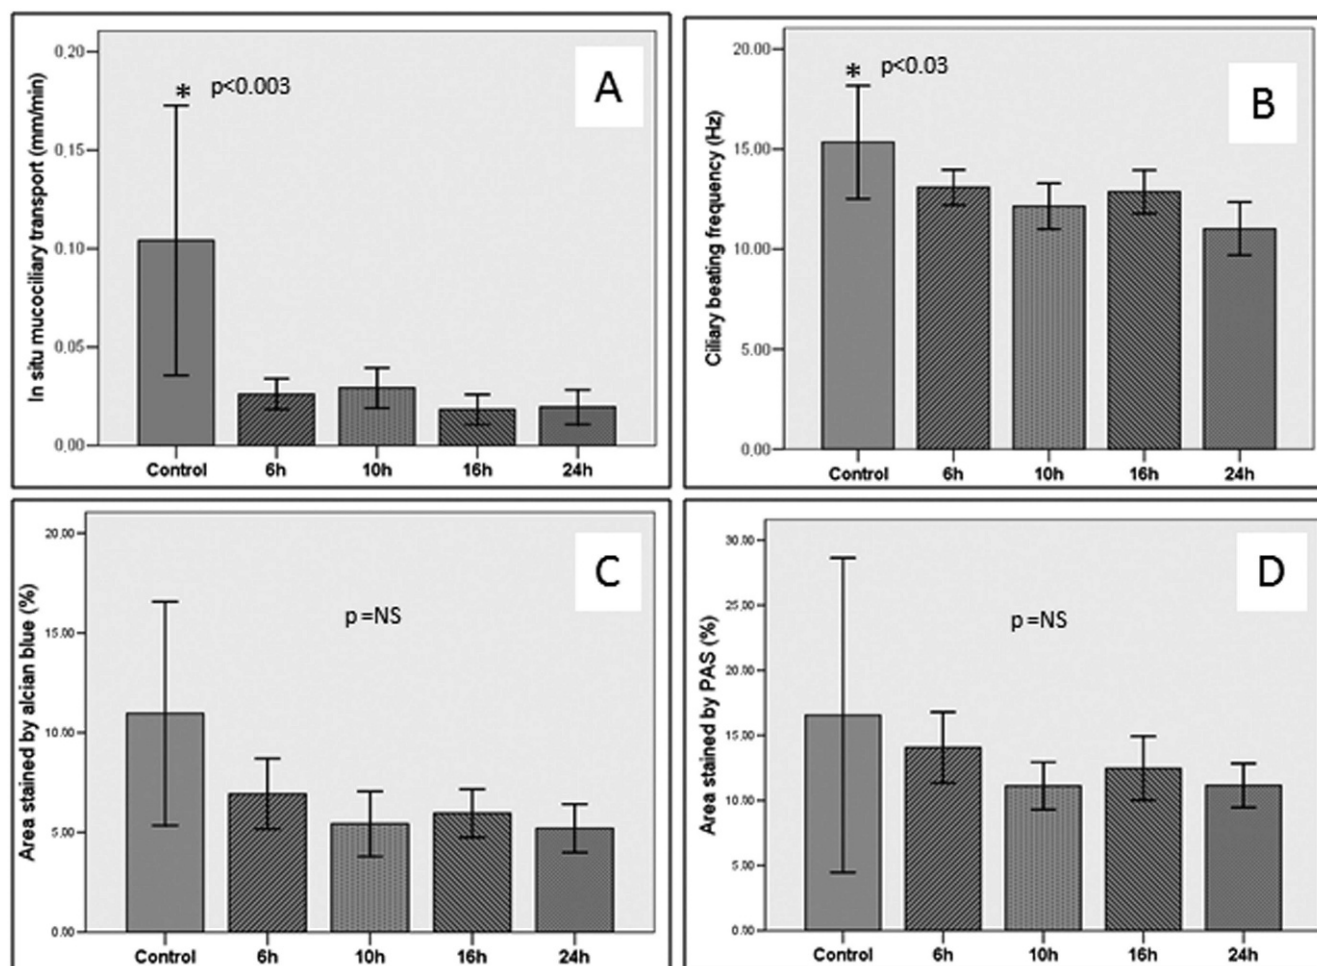 A
In situ mucociliary transport (mm/min)
0,20
0,15
0,10
0,05
0,00
* p<0.003
Control 6h 10h 16h 24h
B
Ciliary beating frequency (Hz)
20.00
15.00
10.00
5.00
0.00
* p<0.03
Control 6h 10h 16h 24h
C
Area stained by alcian blue (%)
20.00
15.00
10.00
5.00
0.00
p=NS
Control 6h 10h 16h 24h
D
Area stained by PAS (%)
30.00
25.00
20.00
15.00
10.00
5.00
0.00
p=NS
Control 6h 10h 16h 24h